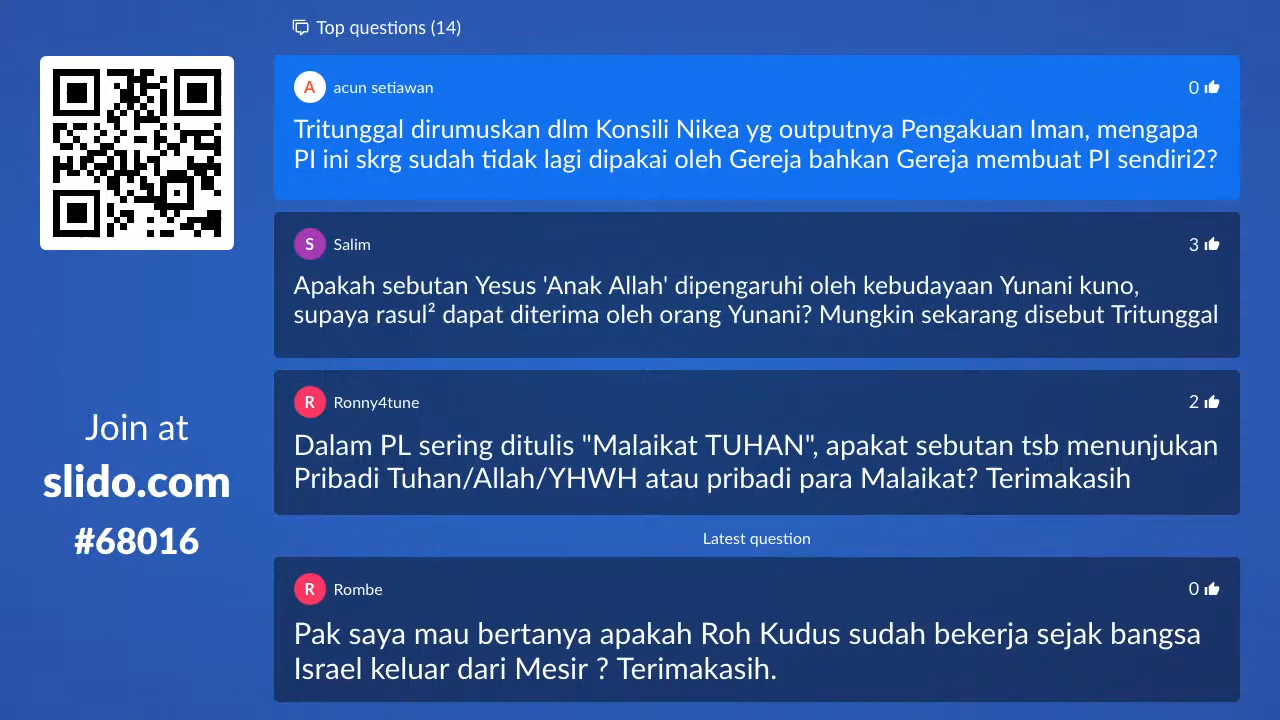 Top questions (14)
A acun setiawan 0
Tritunggal dirumuskan dlm Konsili Nikea yg outputnya Pengakuan Iman, mengapa
PI ini skrg sudah tidak lagi dipakai oleh Gereja bahkan Gereja membuat PI sendiri2?
S Salim 3
Apakah sebutan Yesus 'Anak Allah' dipengaruhi oleh kebudayaan Yunani kuno,
supaya rasul² dapat diterima oleh orang Yunani? Mungkin sekarang disebut Tritunggal
R Ronny4tune 2
Dalam PL sering ditulis "Malaikat TUHAN", apakat sebutan tsb menunjukan
Pribadi Tuhan/Allah/YHWH atau pribadi para Malaikat? Terimakasih
Latest question
R Rombe 0
Pak saya mau bertanya apakah Roh Kudus sudah bekerja sejak bangsa
Israel keluar dari Mesir ? Terimakasih.
Join at
slido.com
#68016